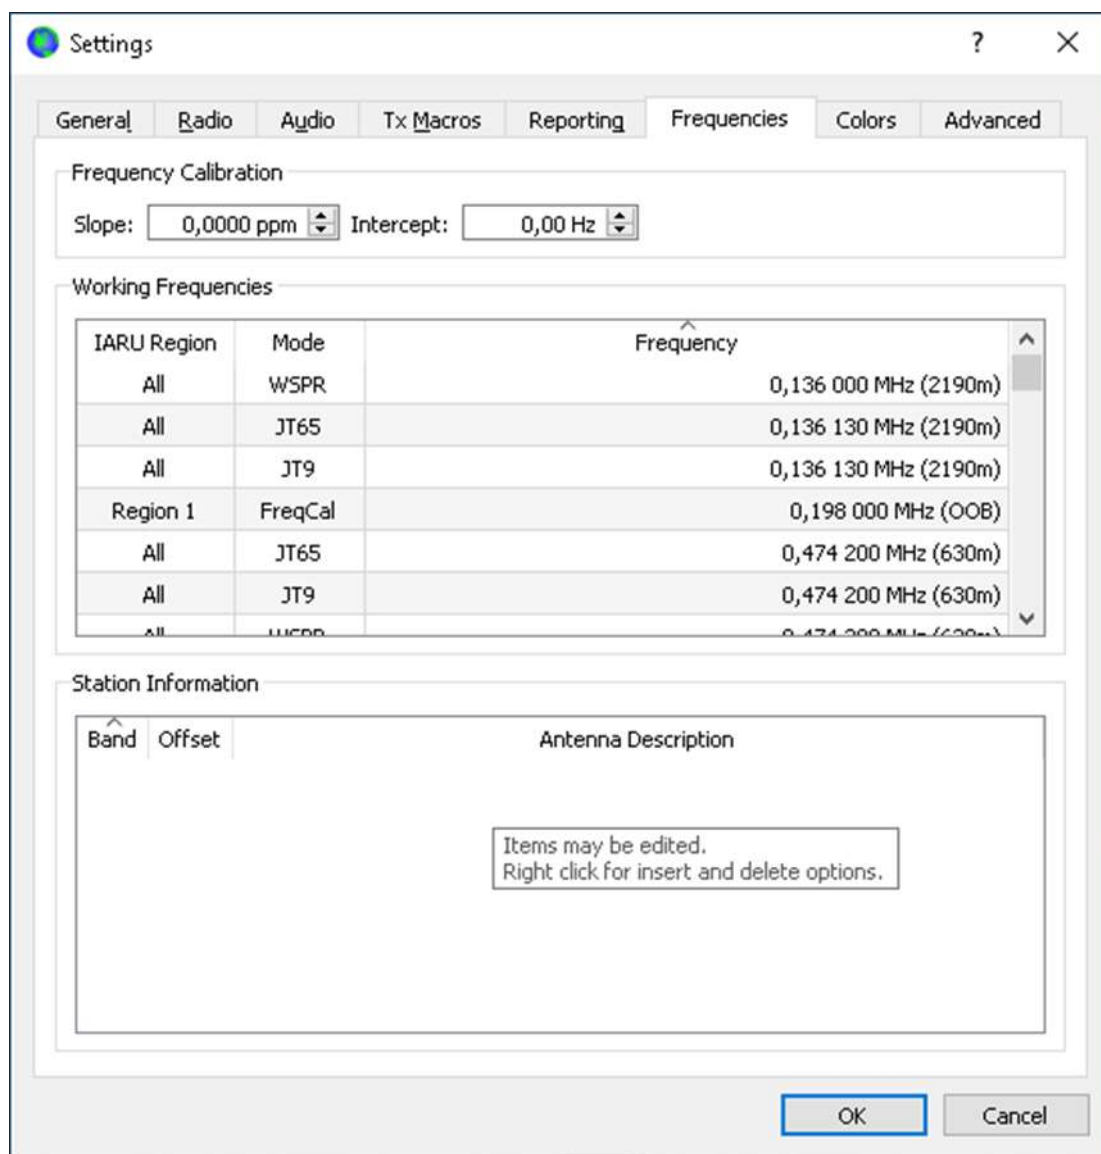 Settings ?
General Radio Audio Tx Macros Reporting Frequencies Colors Advanced
Frequency Calibration
Slope: 0,0000 ppm Intercept: 0,00 Hz
Working Frequencies
IARU Region Mode Frequency
All WSPR 0,136 000 MHz (2190m)
All JT65 0,136 130 MHz (2190m)
All JT9 0,136 130 MHz (2190m)
Region 1 FreqCal 0,198 000 MHz (OOB)
All JT65 0,474 200 MHz (630m)
All JT9 0,474 200 MHz (630m)
All WSPR
Station Information
Band Offset Antenna Description
Items may be edited.
Right click for insert and delete options.
OK Cancel